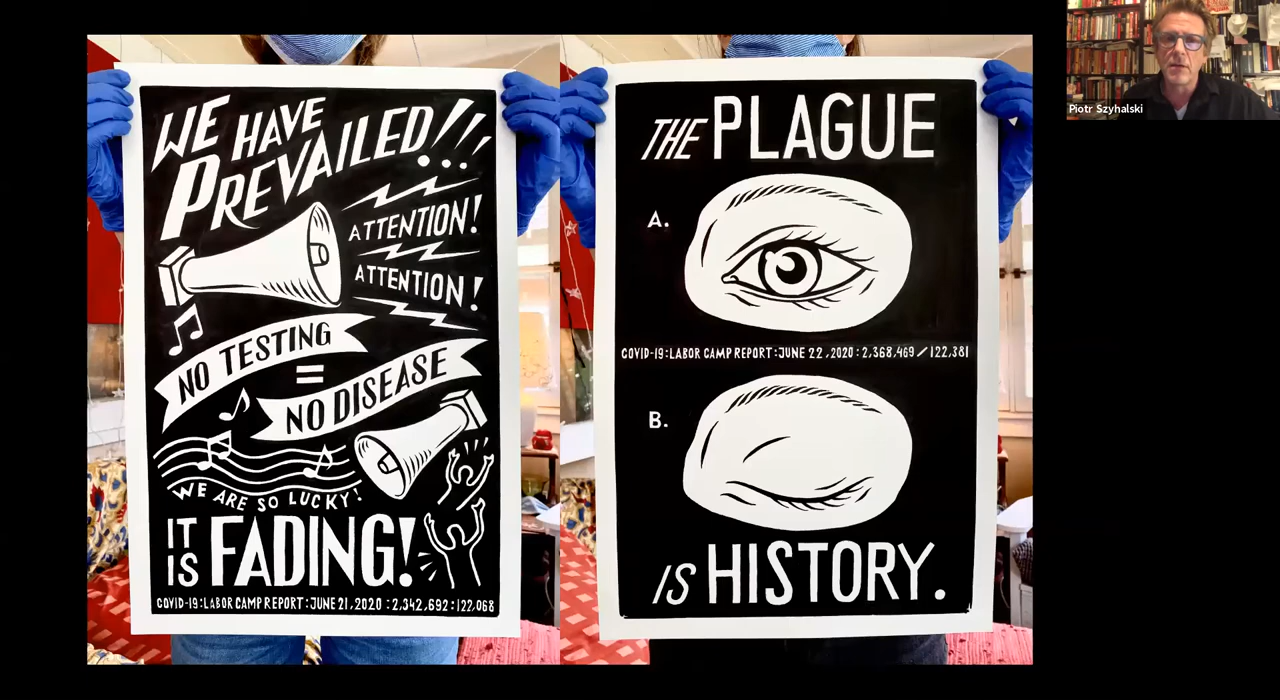 WE HAVE
PREVAILED!!!
ATTENTION!
ATTENTION!
NO TESTING
=
NO DISEASE
WE ARE SO LUCKY!
IT
IS FADING!
COVID-19:LABOR CAMP REPORT:JUNE 21,2020:2,342,692:122,068
THE PLAGUE
A.
COVID-19:LABOR CAMP REPORT:JUNE 22,2020:2,368,469/122,381
B.
IS HISTORY.
Piotr Szyhalski